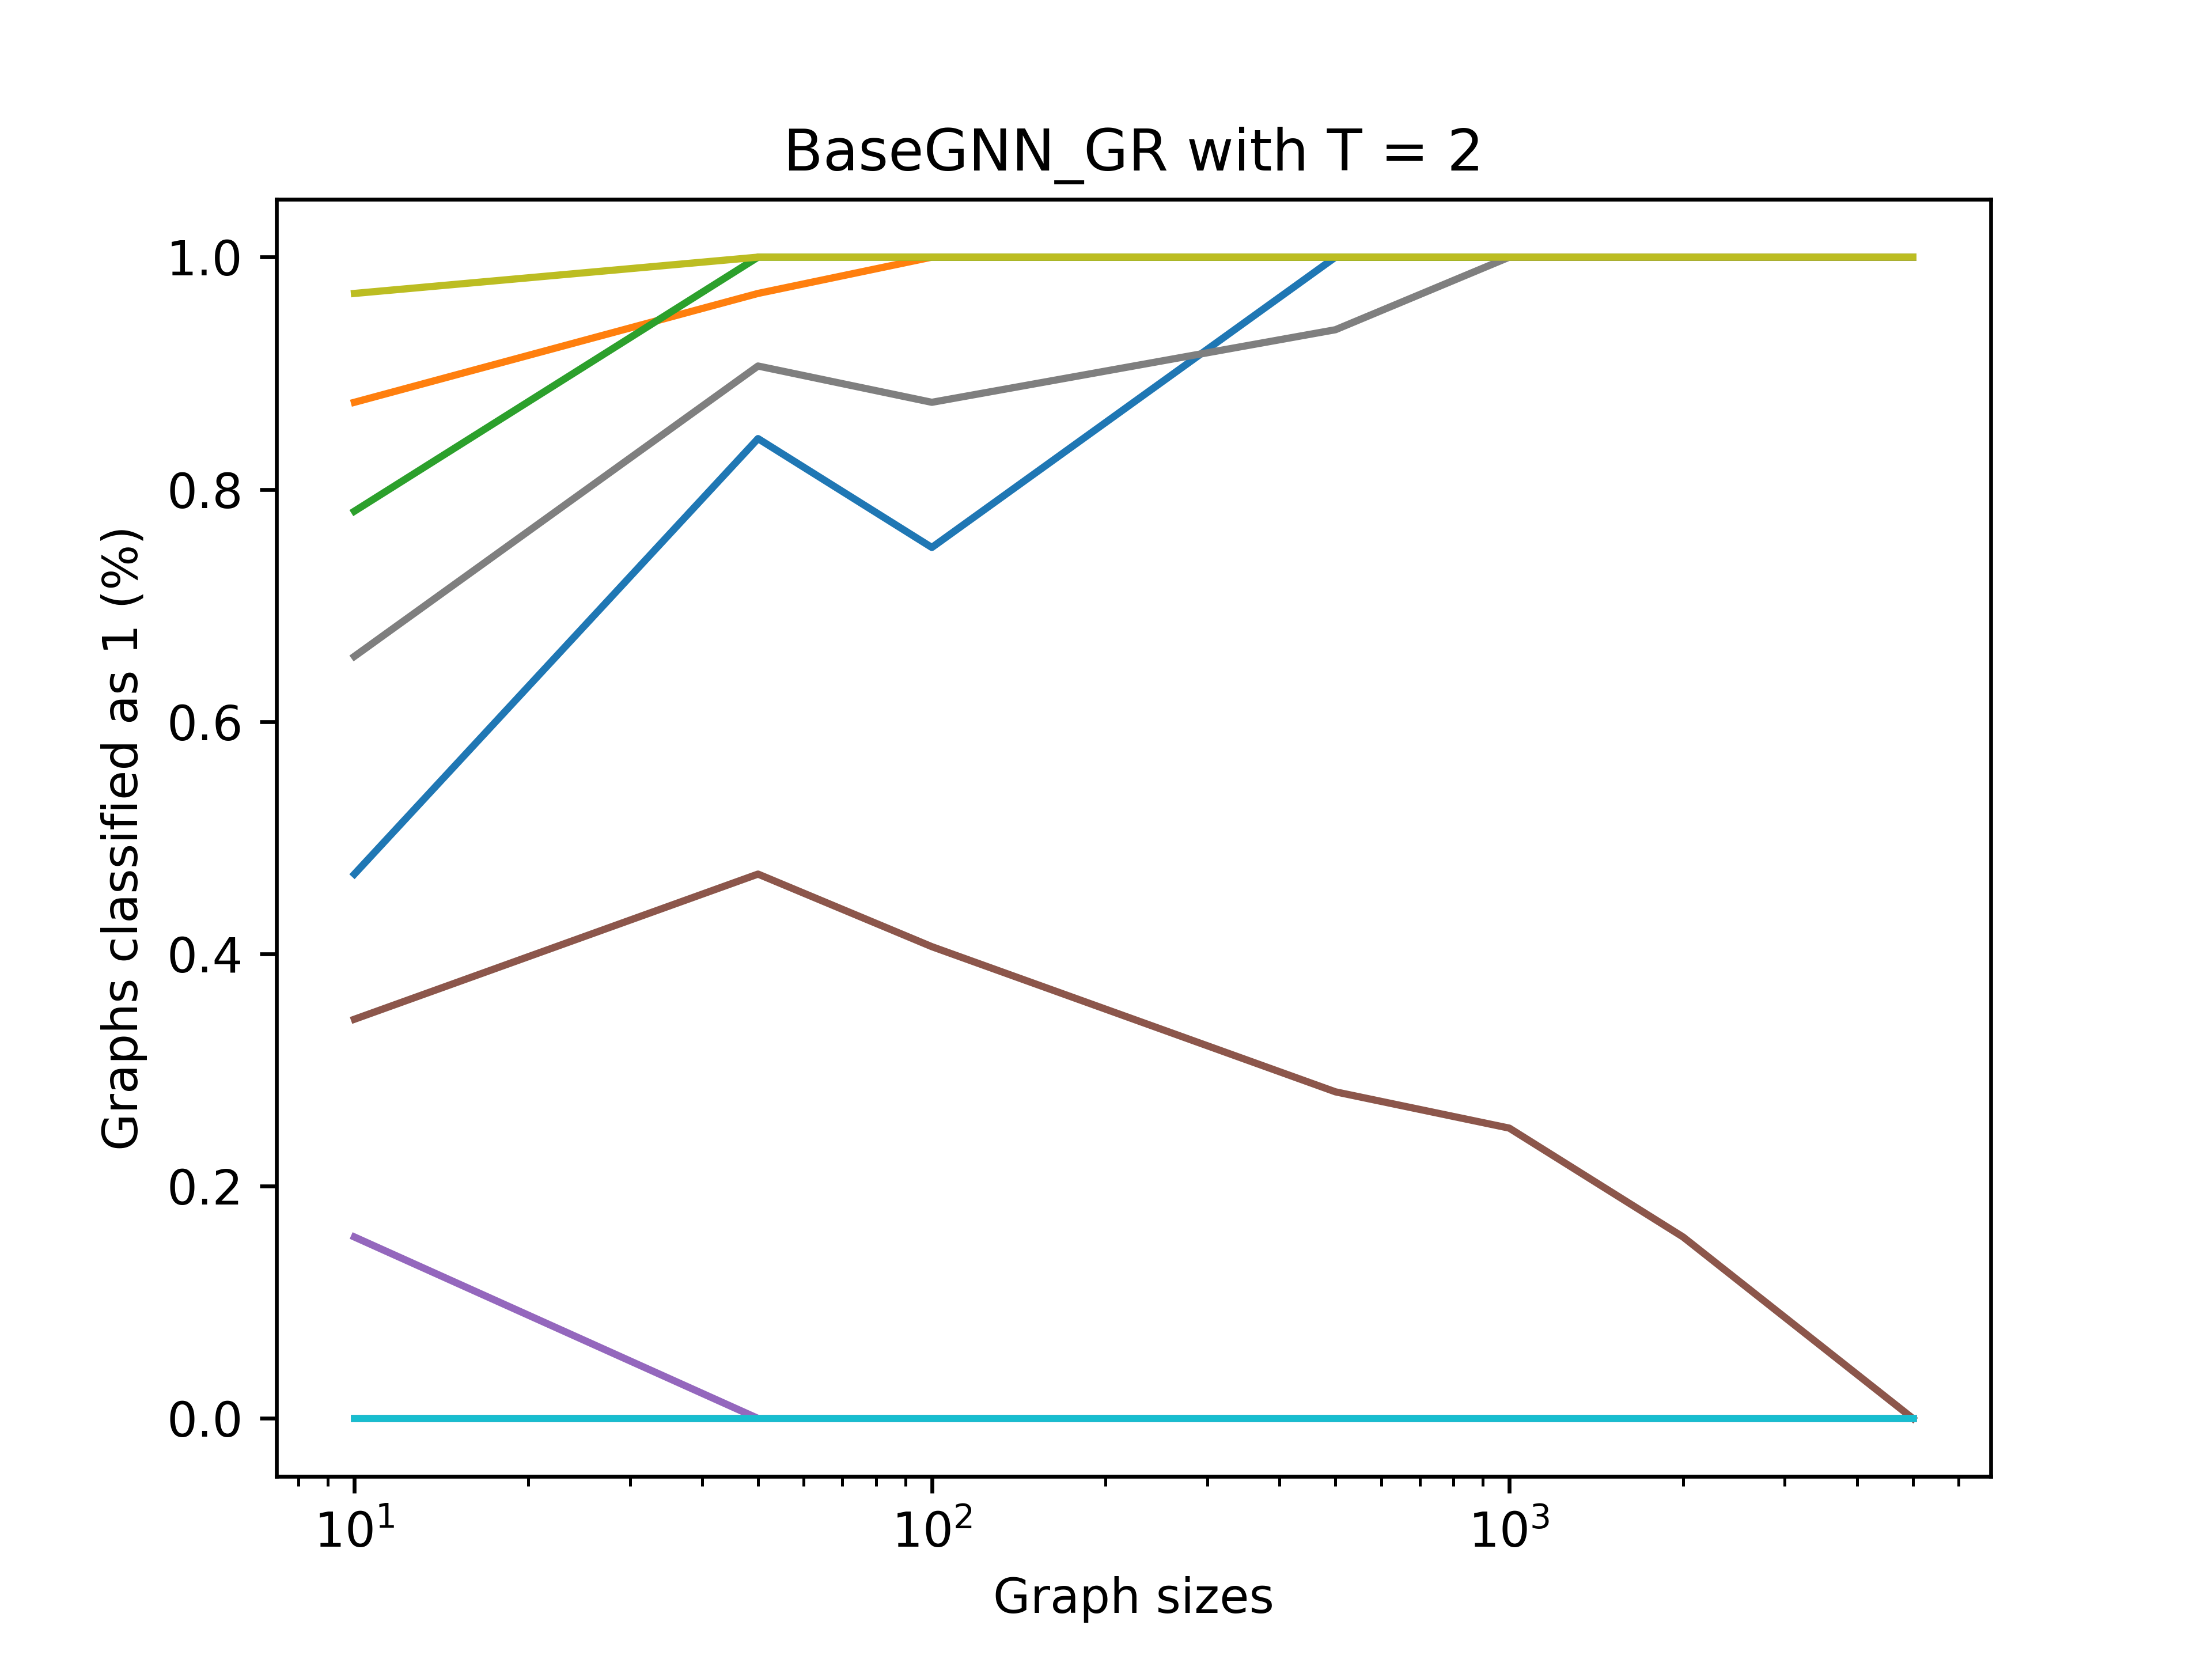 BaseGNN_GR with T = 2
Graphs classified as 1 (%)
1.0
0.8
0.6
0.4
0.2
0.0
10¹ 10² 10³
Graph sizes